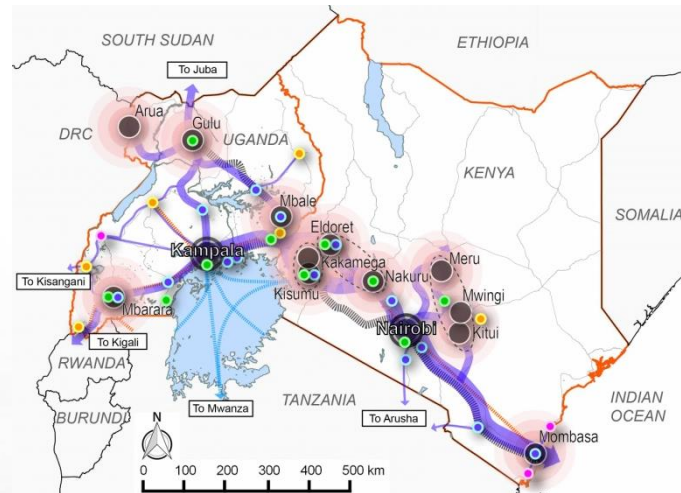 SOUTH SUDAN
ETHIOPIA
To Juba
Arua
Gulu
DRC
UGANDA
KENYA
SOMALIA
Mbale
Eldoret
Kampala
Kakamega
Meru
To Kisangani
Nakuru
Mwingi
Kisumu
Mbarara
Nairobi
Kitui
To Kigali
RWANDA
To Mwanza
TANZANIA
To Arusha
INDIAN
OCEAN
BURUNDI
Mombasa
N
0 100 200 300 400 500 km